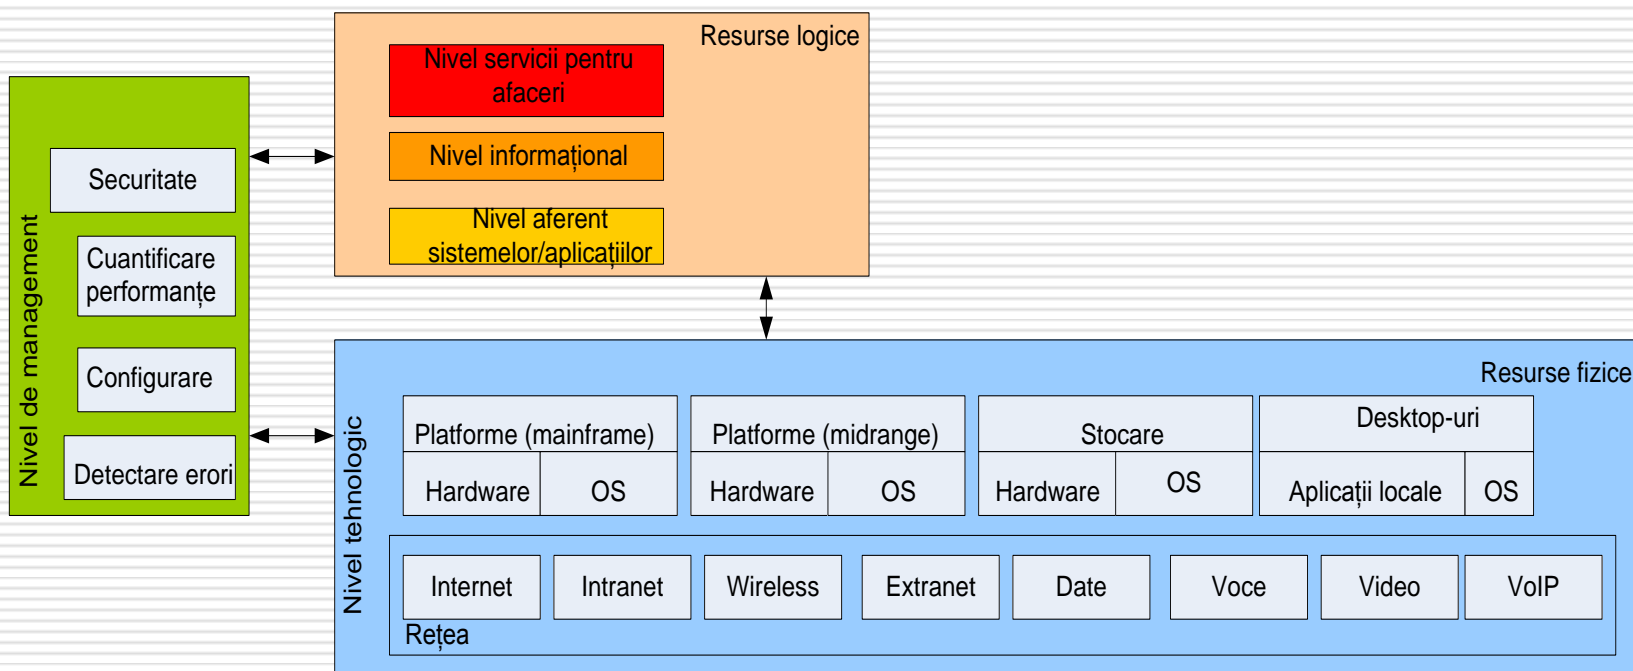 Resurse logice
Nivel servicii pentru
afaceri
Nivel informațional
Nivel aferent
sistemelor/aplicațiilor
Nivel de management
Securitate
Cuantificare
performanțe
Configurare
Detectare erori
Resurse fizice
Nivel tehnologic
Platforme (mainframe)
Hardware
OS
Platforme (midrange)
Hardware
OS
Stocare
Hardware
OS
Desktop-uri
Aplicații locale
OS
Internet
Intranet
Wireless
Extranet
Date
Voce
Video
VoIP
Rețea